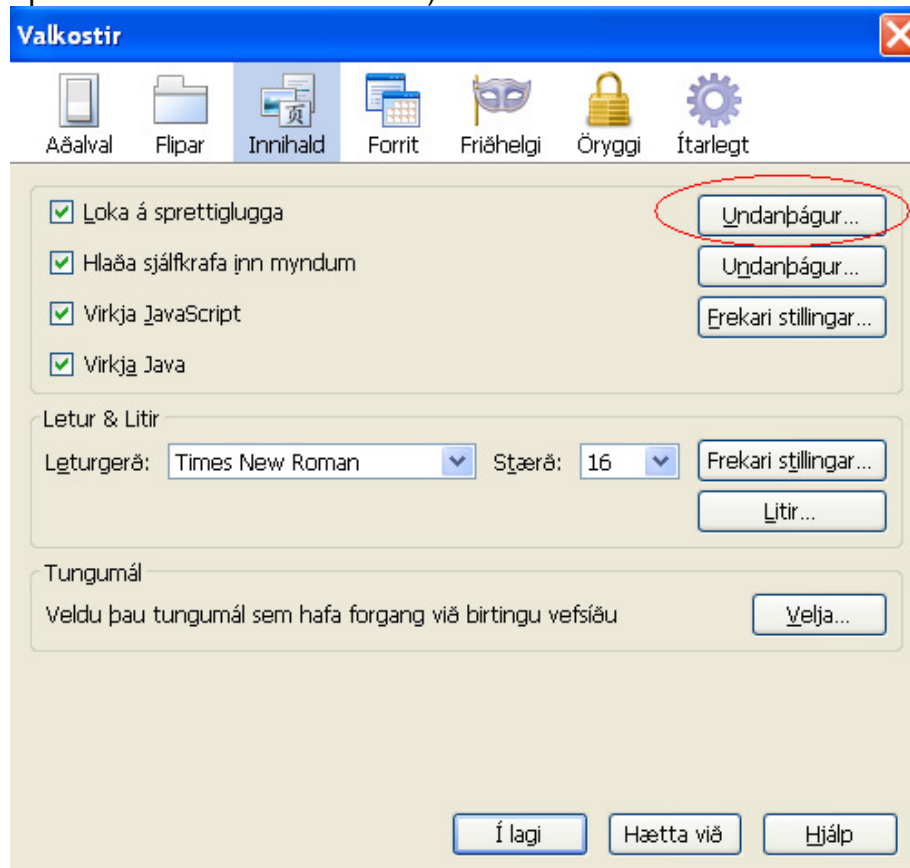 Valkostir
Aðalval Flipar Innihald Forrit Friðhelgi Öryggi Ítarlegt
Loka á sprettiglugga Undanþágur...
Hlaða sjálfkrafa inn myndum Undanþágur...
Virkja JavaScript Frekari stillingar...
Virkja Java
Letur & Litir
Leturgerð: Times New Roman Stærð: 16 Frekari stillingar...
Litir...
Tungumál
Veldu þau tungumál sem hafa forgang við birtingu vefsíðu Velja...
Í lagi Hætta við Hjálp